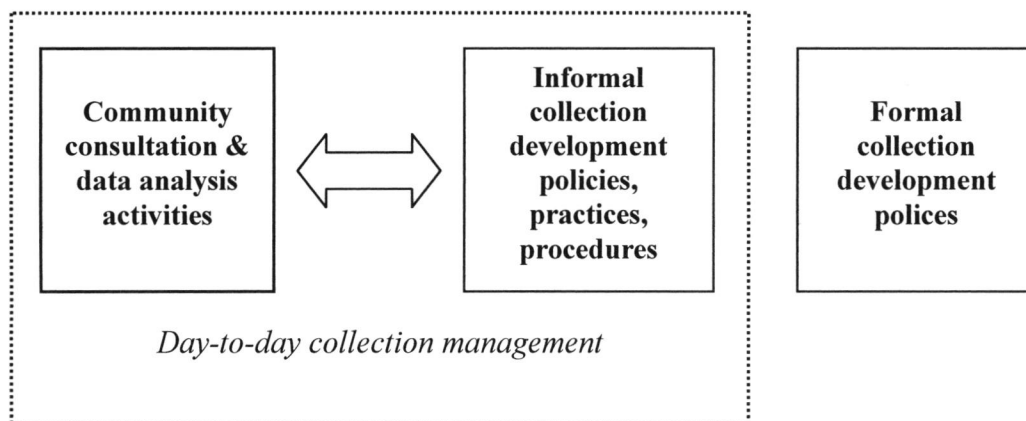 Community
consultation &
data analysis
activities
Informal
collection
development
policies,
practices,
procedures
Formal
collection
development
polices
Day-to-day collection management